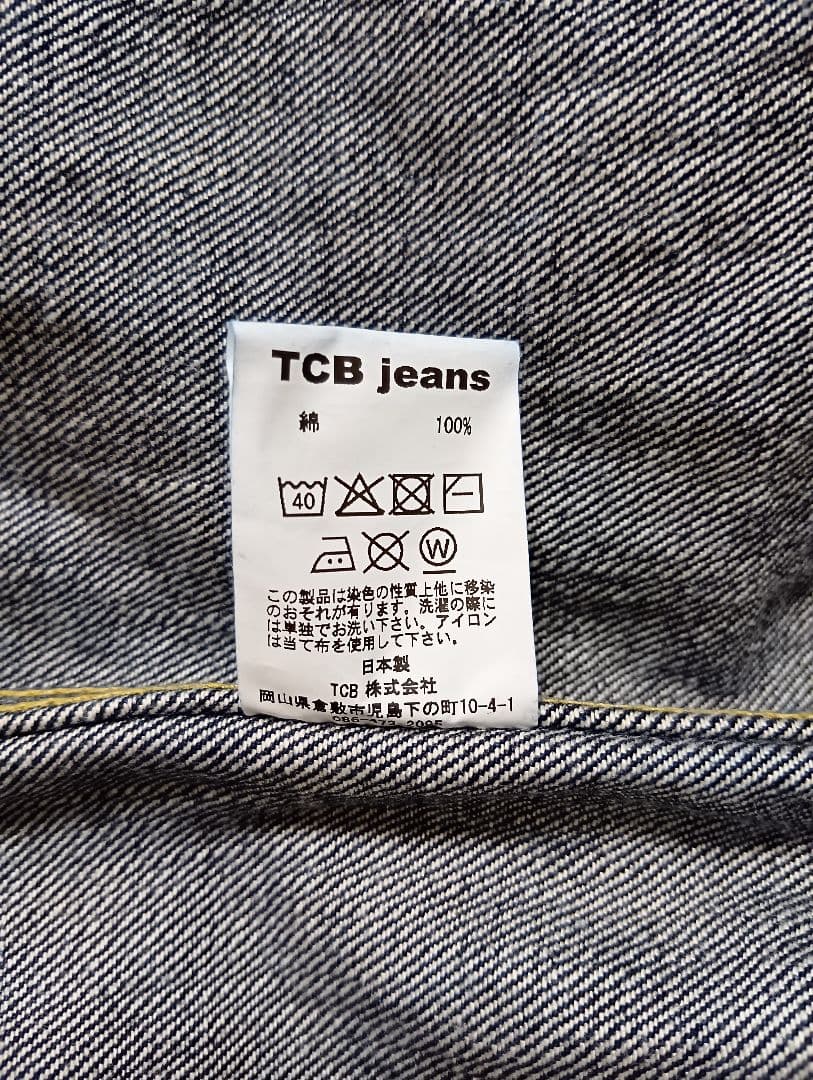 TCB jeans
綿 100%
40
W
この製品は染色の性質上他に移染
のおそれが有ります。洗濯の際に
は単独でお洗い下さい。アイロン
は当て布を使用して下さい。
日本製
TCB 株式会社
岡山県倉敷市児島下の町10-4-1